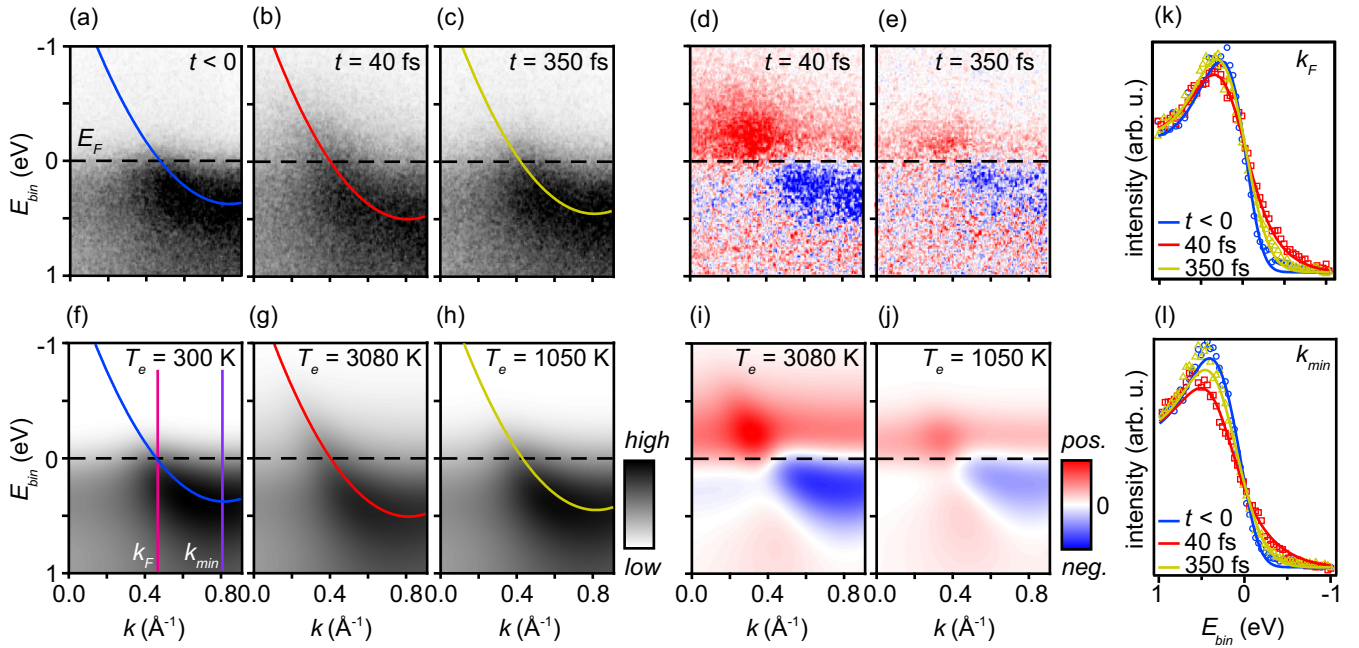 (a)
(b)
(c)
(d)
(e)
(k)
-1
0
1
E_bin (eV)
E_F
t < 0
t = 40 fs
t = 350 fs
t = 40 fs
t = 350 fs
k_F
intensity (arb. u.)
t < 0
40 fs
350 fs
(f)
(g)
(h)
(i)
(j)
(l)
-1
0
1
E_bin (eV)
T_e = 300 K
T_e = 3080 K
T_e = 1050 K
T_e = 3080 K
T_e = 1050 K
k_F
k_min
high
low
pos.
0
neg.
k_min
intensity (arb. u.)
t < 0
40 fs
350 fs
0.0 0.4 0.8
0.0 0.4 0.8
0.0 0.4 0.8
0.0 0.4 0.8
0.0 0.4 0.8
1 0 -1
k (Å⁻¹)
k (Å⁻¹)
k (Å⁻¹)
k (Å⁻¹)
k (Å⁻¹)
E_bin (eV)